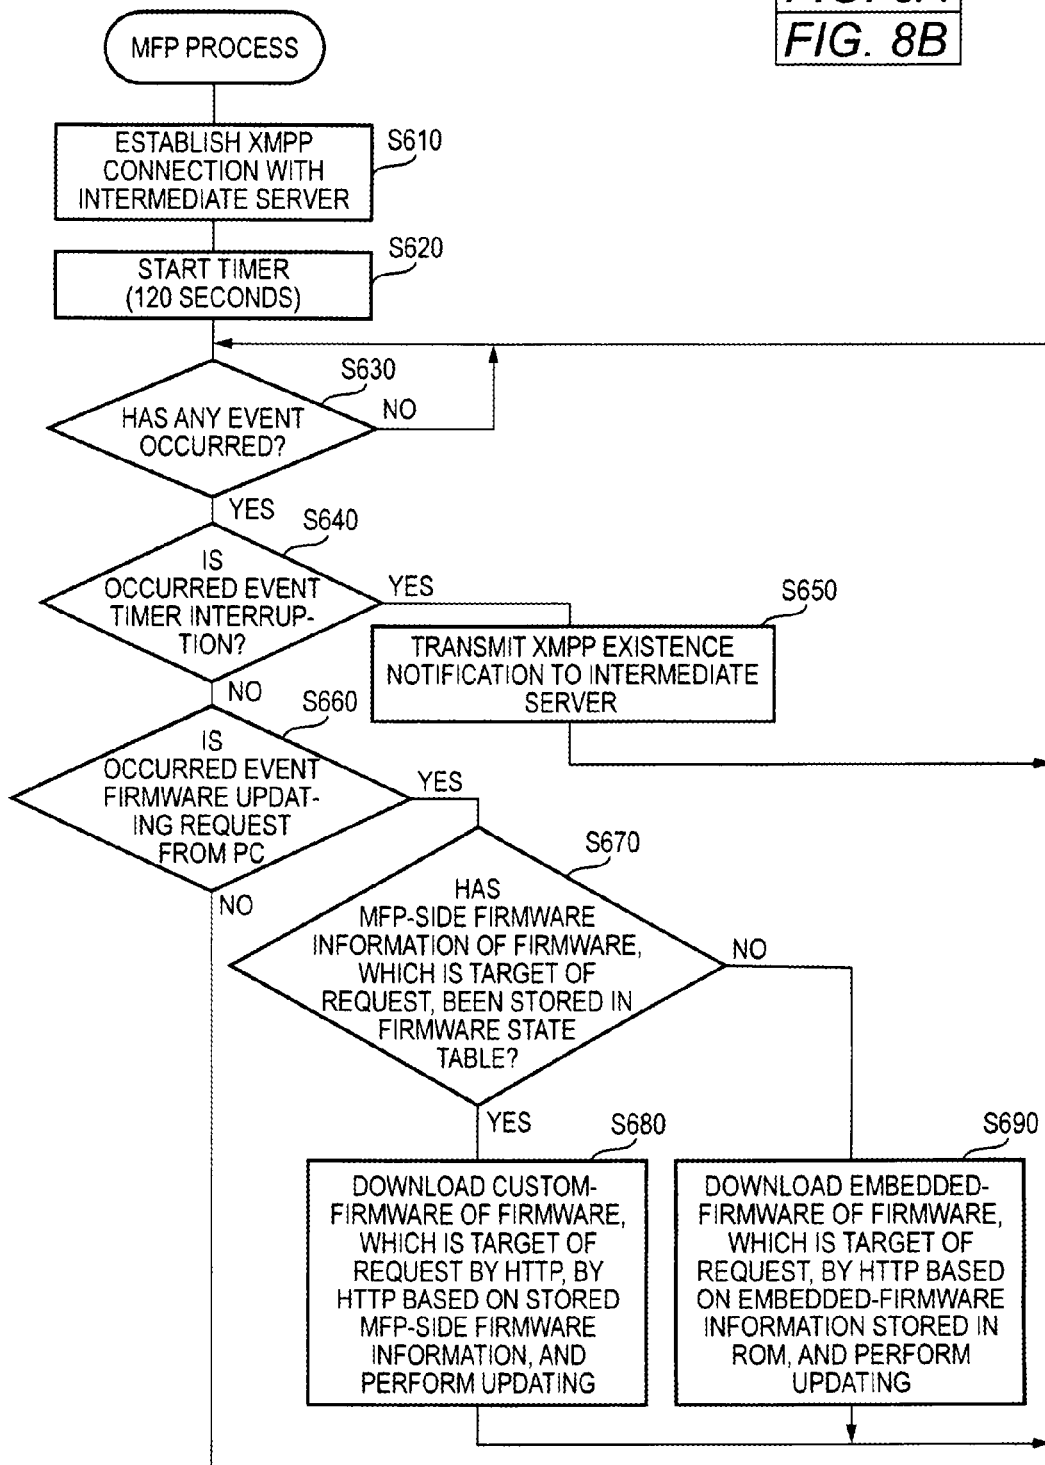 FIG. 8B
MFP PROCESS
ESTABLISH XMPP
CONNECTION WITH
INTERMEDIATE SERVER
S610
START TIMER
(120 SECONDS)
S620
HAS ANY EVENT
OCCURRED?
S630
NO
YES
IS
OCCURRED EVENT
TIMER INTERRUP-
TION?
S640
YES
NO
TRANSMIT XMPP EXISTENCE
NOTIFICATION TO INTERMEDIATE
SERVER
S650
IS
OCCURRED EVENT
FIRMWARE UPDAT-
ING REQUEST
FROM PC
S660
YES
NO
HAS
MFP-SIDE FIRMWARE
INFORMATION OF FIRMWARE,
WHICH IS TARGET OF
REQUEST, BEEN STORED IN
FIRMWARE STATE
TABLE?
S670
NO
YES
DOWNLOAD CUSTOM-
FIRMWARE OF FIRMWARE,
WHICH IS TARGET OF
REQUEST BY HTTP, BY
HTTP BASED ON STORED
MFP-SIDE FIRMWARE
INFORMATION, AND
PERFORM UPDATING
S680
DOWNLOAD EMBEDDED-
FIRMWARE OF FIRMWARE,
WHICH IS TARGET OF
REQUEST, BY HTTP BASED
ON EMBEDDED-FIRMWARE
INFORMATION STORED IN
ROM, AND PERFORM
UPDATING
S690